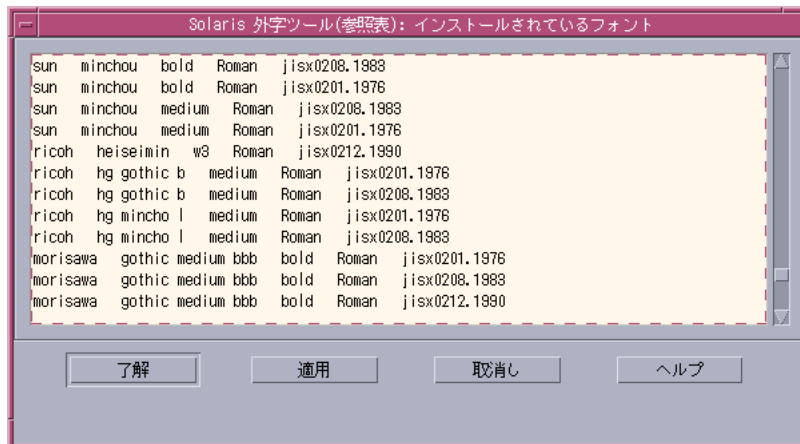 Solaris 外字ツール(参照表): インストールされているフォント
sun minchou bold Roman jisx0208.1983
sun minchou bold Roman jisx0201.1976
sun minchou medium Roman jisx0208.1983
sun minchou medium Roman jisx0201.1976
ricoh heiseimin w3 Roman jisx0212.1990
ricoh hg gothic b medium Roman jisx0201.1976
ricoh hg gothic b medium Roman jisx0208.1983
ricoh hg mincho l medium Roman jisx0201.1976
ricoh hg mincho l medium Roman jisx0208.1983
morisawa gothic medium bbb bold Roman jisx0201.1976
morisawa gothic medium bbb bold Roman jisx0208.1983
morisawa gothic medium bbb bold Roman jisx0212.1990
了解 適用 取消し ヘルプ